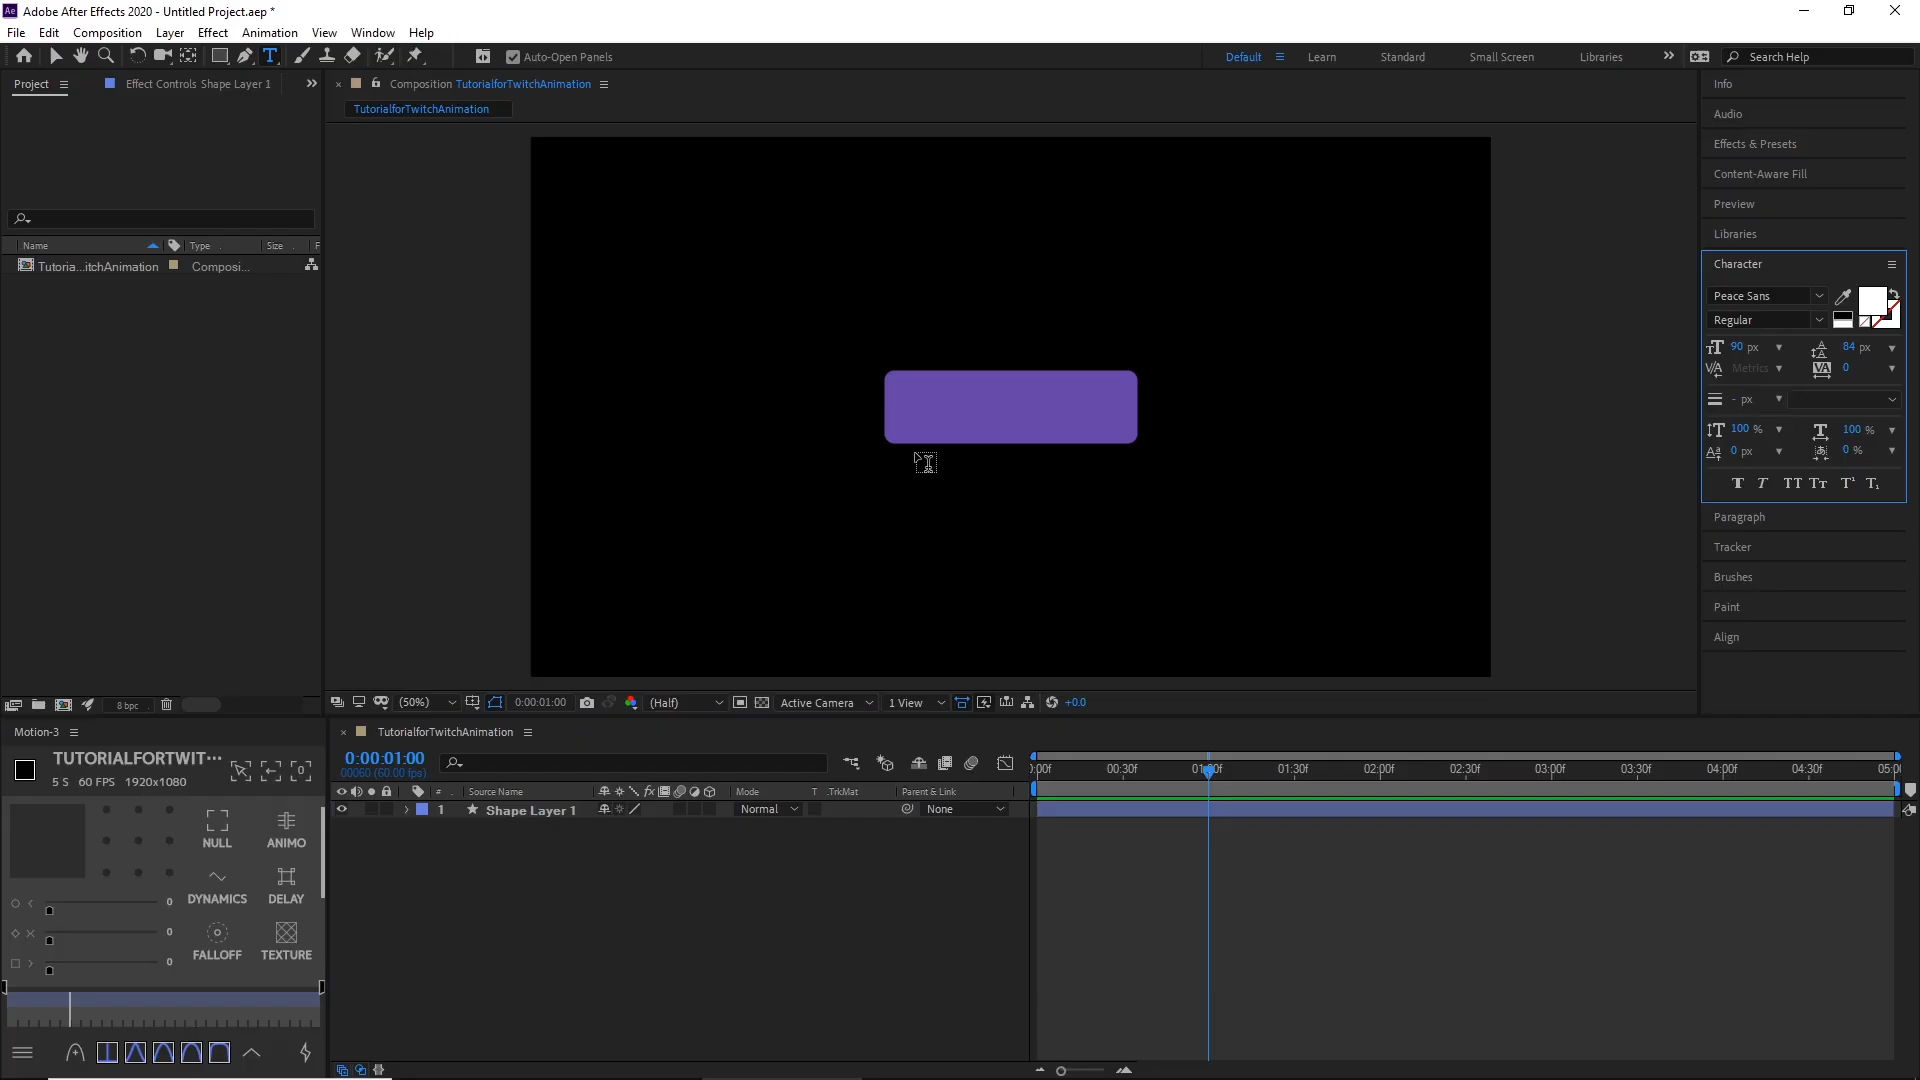 Ae Adobe After Effects 2020 - Untitled Project.aep *
File Edit Composition Layer Effect Animation View Window Help
Auto-Open Panels Default Learn Standard Small Screen Libraries Search Help
Project Effect Controls Shape Layer 1
Composition TutorialforTwitchAnimation
TutorialforTwitchAnimation
Name Type Size F
Tutoria...itchAnimation Composi...
Info
Audio
Effects & Presets
Content-Aware Fill
Preview
Libraries
Character
Peace Sans
Regular
90 px 84 px
Metrics 0
- px
100 % 100 %
0 px 0 %
Paragraph
Tracker
Brushes
Paint
Align
8 bpc
(50%) 0:00:01:00 (Half) Active Camera 1 View +0.0
Motion-3
TUTORIALFORTWIT...
5 S 60 FPS 1920x1080
NULL ANIMO
DYNAMICS DELAY
FALLOFF TEXTURE
0
0
0
TutorialforTwitchAnimation
0:00:01:00
00060 (60.00 fps)
# Source Name Mode T .TrkMat Parent & Link
1 Shape Layer 1 Normal None
):00f 00:30f 01:00f 01:30f 02:00f 02:30f 03:00f 03:30f 04:00f 04:30f 05:0